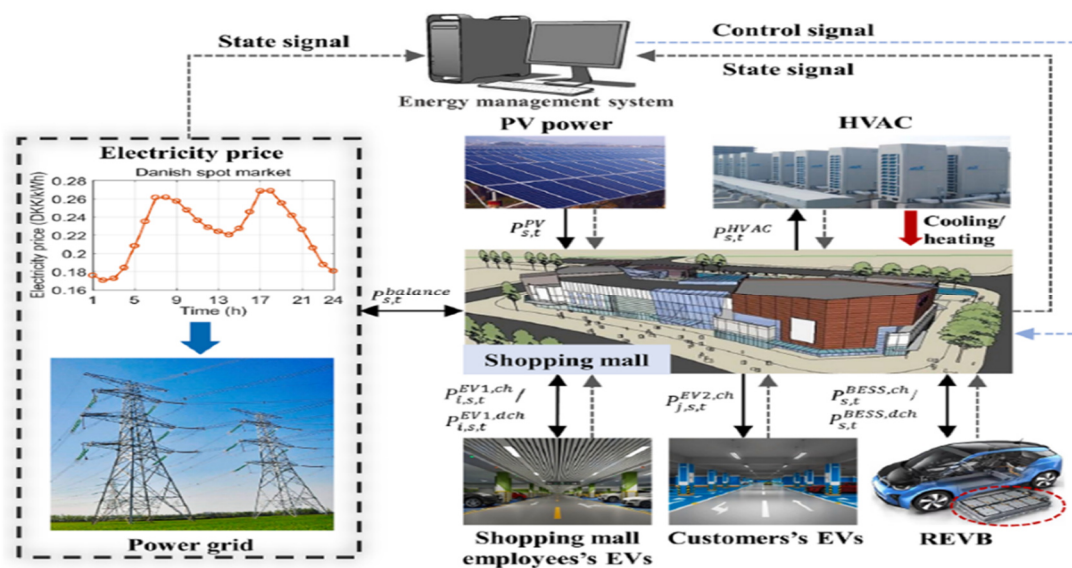 State signal
Control signal
State signal
Energy management system
PV power
HVAC
Electricity price
Danish spot market
Electricity price (DKK/kWh)
0.28
0.26
0.24
0.22
0.2
0.18
0.16
1
5
9
13
17
21
24
Time (h)
P_{s,t}^{PV}
P_{s,t}^{HVAC}
Cooling/
heating
P_{s,t}^{balance}
Shopping mall
P_{i,s,t}^{EV1,ch}/
P_{i,s,t}^{EV1,dch}
P_{j,s,t}^{EV2,ch}
P_{s,t}^{BESS,ch}/
P_{s,t}^{BESS,dch}
Power grid
Shopping mall
employees's EVs
Customers's EVs
REVB